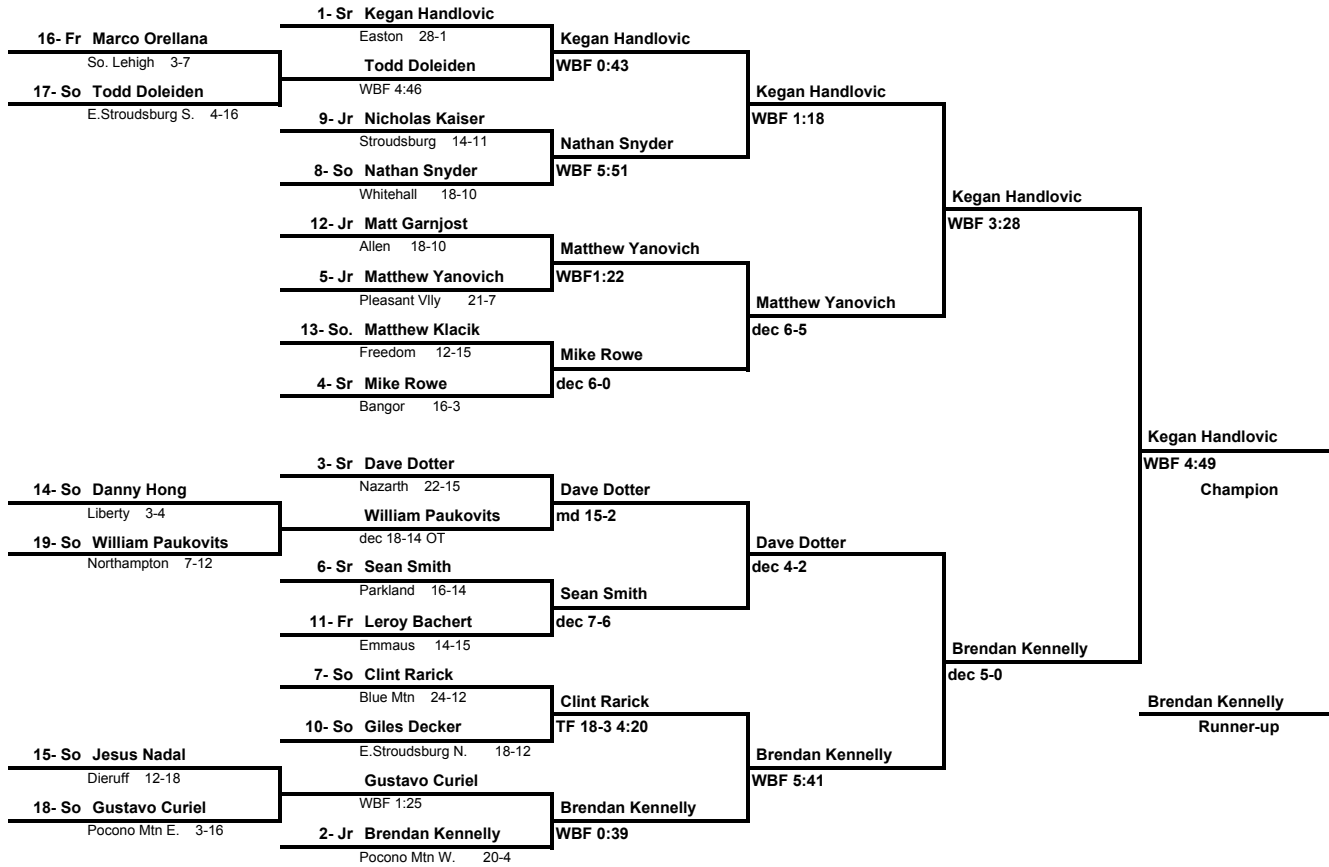 1- Sr Kegan Handlovic
Easton 28-1
16- Fr Marco Orellana
So. Lehigh 3-7
Kegan Handlovic
WBF 0:43
Todd Doleiden
WBF 4:46
17- So Todd Doleiden
E.Stroudsburg S. 4-16
Kegan Handlovic
WBF 1:18
9- Jr Nicholas Kaiser
Stroudsburg 14-11
Nathan Snyder
WBF 5:51
8- So Nathan Snyder
Whitehall 18-10
Kegan Handlovic
WBF 3:28
12- Jr Matt Garnjost
Allen 18-10
Matthew Yanovich
WBF1:22
5- Jr Matthew Yanovich
Pleasant Vlly 21-7
Matthew Yanovich
dec 6-5
13- So. Matthew Klacik
Freedom 12-15
Mike Rowe
dec 6-0
4- Sr Mike Rowe
Bangor 16-3
Kegan Handlovic
WBF 4:49
Champion
3- Sr Dave Dotter
Nazarth 22-15
14- So Danny Hong
Liberty 3-4
Dave Dotter
md 15-2
William Paukovits
dec 18-14 OT
19- So William Paukovits
Northampton 7-12
Dave Dotter
dec 4-2
6- Sr Sean Smith
Parkland 16-14
Sean Smith
dec 7-6
11- Fr Leroy Bachert
Emmaus 14-15
Brendan Kennelly
dec 5-0
7- So Clint Rarick
Blue Mtn 24-12
Clint Rarick
TF 18-3 4:20
Brendan Kennelly
Runner-up
10- So Giles Decker
E.Stroudsburg N. 18-12
15- So Jesus Nadal
Dieruff 12-18
Brendan Kennelly
WBF 5:41
Gustavo Curiel
WBF 1:25
18- So Gustavo Curiel
Pocono Mtn E. 3-16
Brendan Kennelly
WBF 0:39
2- Jr Brendan Kennelly
Pocono Mtn W. 20-4